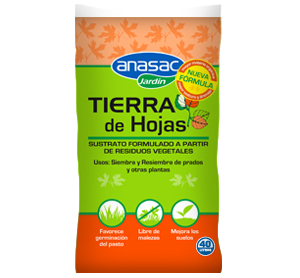 anasac
Jardín
NUEVA
FÓRMULA
TIERRA
de Hojas
SUSTRATO FORMULADO A PARTIR
DE RESIDUOS VEGETALES
Usos: Siembra y Resiembra de prados
y otras plantas
Favorece
germinación
del pasto
Libre de
malezas
Mejora los
suelos
40
LITROS